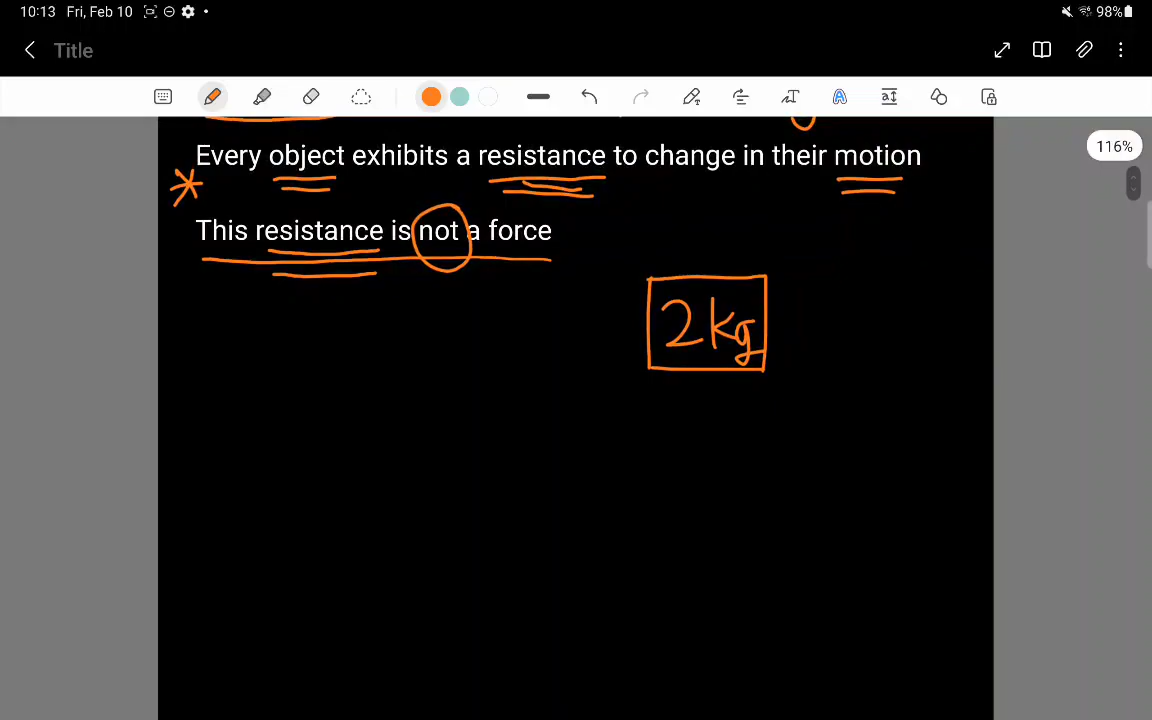 10:13 Fri, Feb 10
98%
Title
116%
Every object exhibits a resistance to change in their motion
This resistance is not a force
2kg